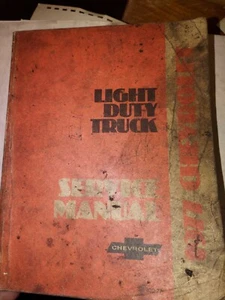 LIGHT
DUTY
TRUCK
SERVICE
MANUAL
CHEVROLET